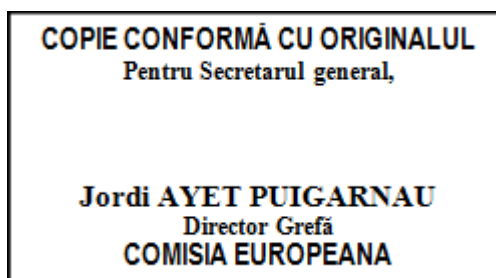 COPIE CONFORMĂ CU ORIGINALUL
Pentru Secretarul general,
Jordi AYET PUIGARNAU
Director Grefă
COMISIA EUROPEANA